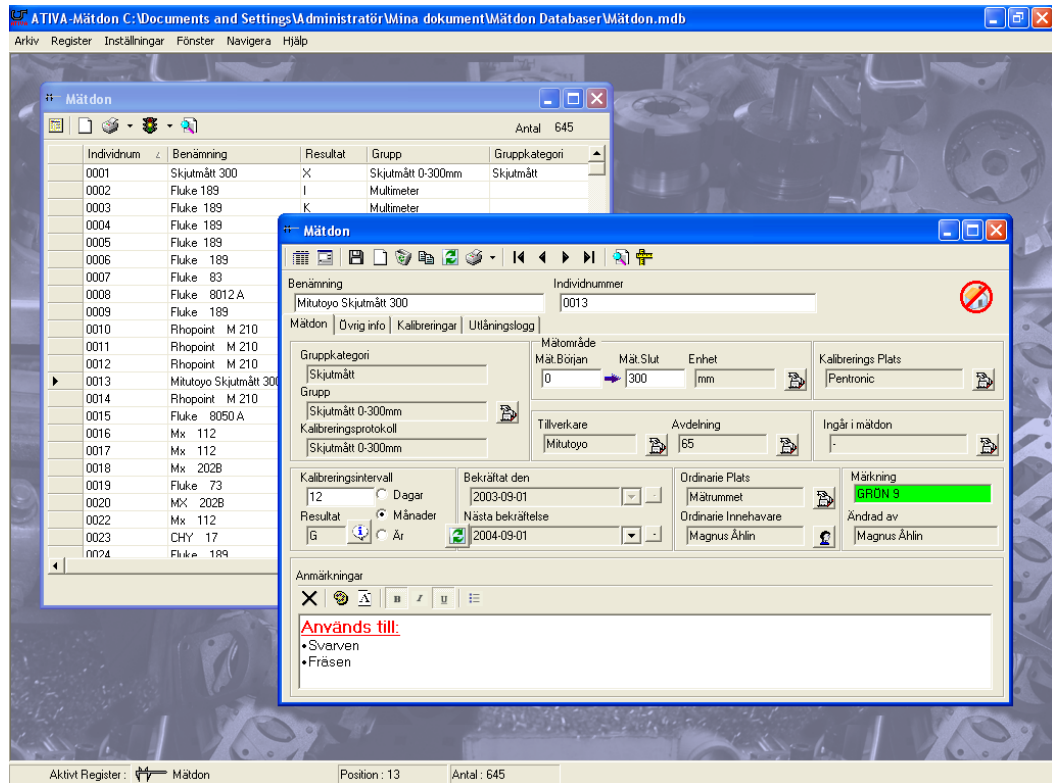 ATIVA-Mätdon C:\Documents and Settings\Administratör\Mina dokument\Mätdon Databaser\Mätdon.mdb
Arkiv Register Inställningar Fönster Navigera Hjälp
Mätdon
Antal 645
Individnum Benämning Resultat Grupp Gruppkategori
0001 Skjutmått 300 X Skjutmått 0-300mm Skjutmått
0002 Fluke 189 I Multimeter
0003 Fluke 189 K Multimeter
0004 Fluke 189
0005 Fluke 189
0006 Fluke 189
0007 Fluke 83
0008 Fluke 8012 A
0009 Fluke 189
0010 Rhopoint M 210
0011 Rhopoint M 210
0012 Rhopoint M 210
0013 Mitutoyo Skjutmått 300
0014 Rhopoint M 210
0015 Fluke 8050 A
0016 Mx 112
0017 Mx 112
0018 Mx 202B
0019 Fluke 73
0020 MX 202B
0022 Mx 112
0023 CHY 17
0024 Fluke 189
Mätdon
Benämning Individnummer
Mitutoyo Skjutmått 300 0013
Mätdon Övrig info Kalibreringar Utlåningslogg
Gruppkategori
Skjutmått
Grupp
Skjutmått 0-300mm
Kalibreringsprotokoll
Skjutmått 0-300mm
Mätområde
Mät.Början Mät.Slut Enhet
0 300 mm
Kalibrerings Plats
Pentronic
Tillverkare Avdelning
Mitutoyo 65
Ingår i mätdon
-
Kalibreringsintervall
12 Dagar
Månader
Resultat
G År
Bekräftat den
2003-09-01 -
Nästa bekräftelse
2004-09-01 -
Ordinarie Plats
Mätrummet
Ordinarie Innehavare
Magnus Åhlin
Märkning
GRÖN 9
Ändrad av
Magnus Åhlin
Anmärkningar
A B I U
Används till:
•Svarven
•Fräsen
Aktivt Register : Mätdon Position : 13 Antal : 645